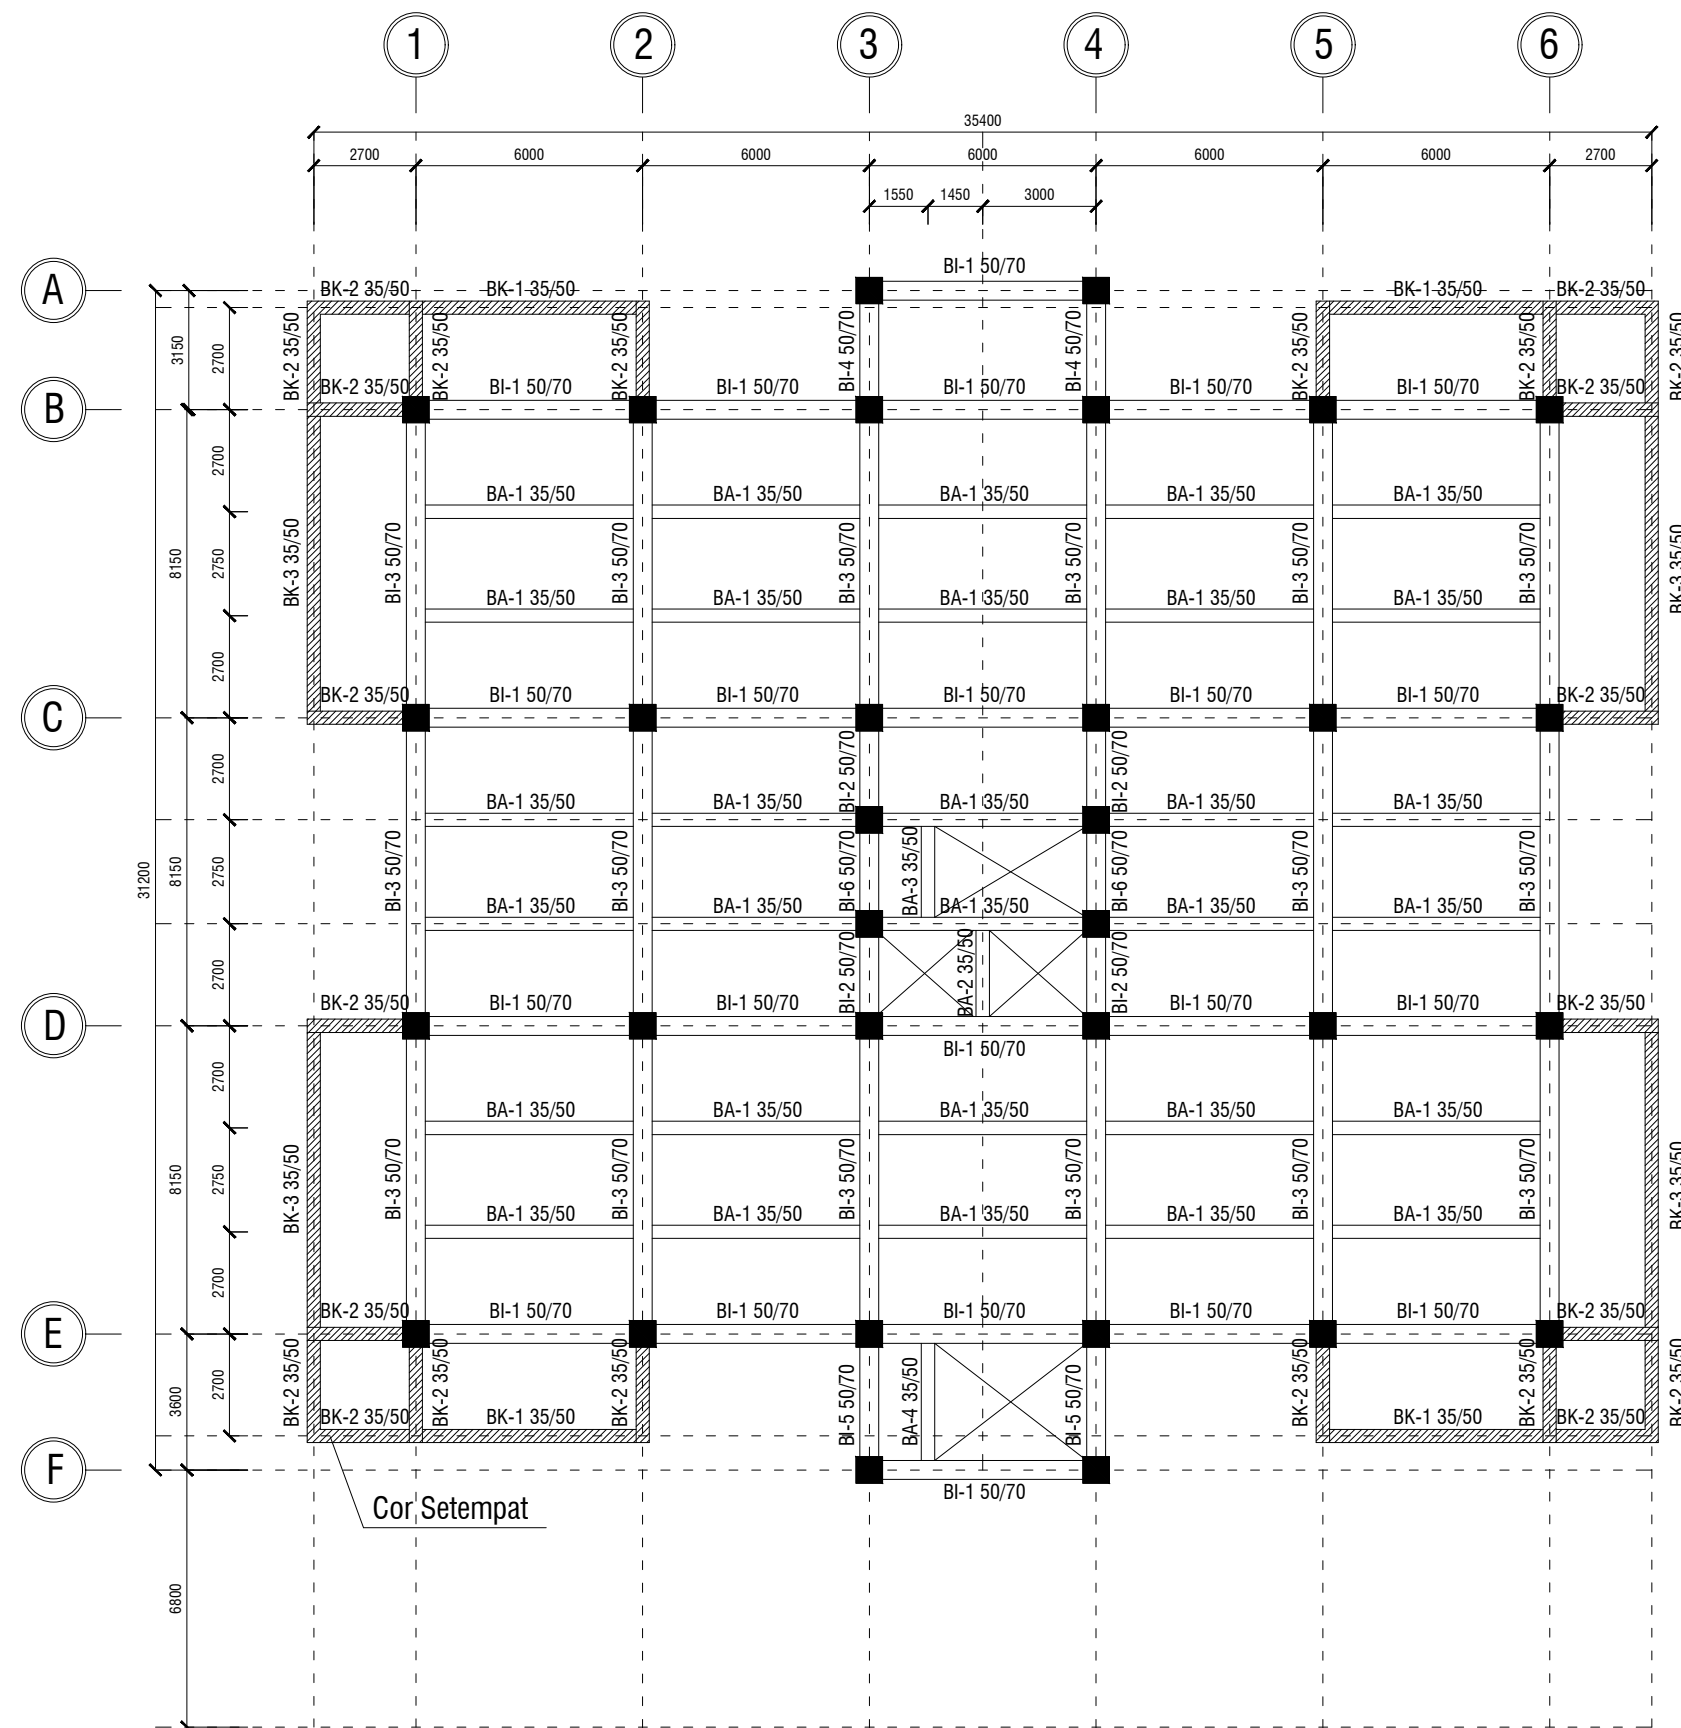 1 2 3 4 5 6
35400
2700 6000 6000 6000 6000 6000 2700
1550 1450 3000
A
BI-1 50/70
BK-2 35/50 BK-1 35/50 BK-1 35/50 BK-2 35/50
3150 2700 BK-2 35/50 BK-2 35/50 BK-2 35/50 BI-4 50/70 BI-4 50/70 BK-2 35/50 BK-2 35/50 BK-2 35/50
B
BK-2 35/50 BI-1 50/70 BI-1 50/70 BI-1 50/70 BI-1 50/70 BI-1 50/70 BK-2 35/50
2700
BA-1 35/50 BA-1 35/50 BA-1 35/50 BA-1 35/50 BA-1 35/50
8150 2750 BK-3 35/50 BI-3 50/70 BI-3 50/70 BI-3 50/70 BI-3 50/70 BI-3 50/70 BI-3 50/70 BK-3 35/50
BA-1 35/50 BA-1 35/50 BA-1 35/50 BA-1 35/50 BA-1 35/50
2700
C
BK-2 35/50 BI-1 50/70 BI-1 50/70 BI-1 50/70 BI-1 50/70 BI-1 50/70 BK-2 35/50
2700 BI-2 50/70 BI-2 50/70
BA-1 35/50 BA-1 35/50 BA-1 35/50 BA-1 35/50 BA-1 35/50
31200 8150 2750 BI-3 50/70 BI-3 50/70 BI-6 50/70 BA-3 35/50 BI-6 50/70 BI-3 50/70 BI-3 50/70
BA-1 35/50 BA-1 35/50 BA-1 35/50 BA-1 35/50 BA-1 35/50
2700 BI-2 50/70 BA-2 35/50 BI-2 50/70
D
BK-2 35/50 BI-1 50/70 BI-1 50/70 BI-1 50/70 BI-1 50/70 BK-2 35/50
BI-1 50/70
2700
BA-1 35/50 BA-1 35/50 BA-1 35/50 BA-1 35/50 BA-1 35/50
8150 2750 BK-3 35/50 BI-3 50/70 BI-3 50/70 BI-3 50/70 BI-3 50/70 BI-3 50/70 BI-3 50/70 BK-3 35/50
BA-1 35/50 BA-1 35/50 BA-1 35/50 BA-1 35/50 BA-1 35/50
2700
E
BK-2 35/50 BI-1 50/70 BI-1 50/70 BI-1 50/70 BI-1 50/70 BI-1 50/70 BK-2 35/50
3600 2700 BK-2 35/50 BK-2 35/50 BK-2 35/50 BI-5 50/70 BA-4 35/50 BI-5 50/70 BK-2 35/50 BK-2 35/50 BK-2 35/50
BK-2 35/50 BK-1 35/50 BK-1 35/50 BK-2 35/50
F
BI-1 50/70
Cor Setempat
6800